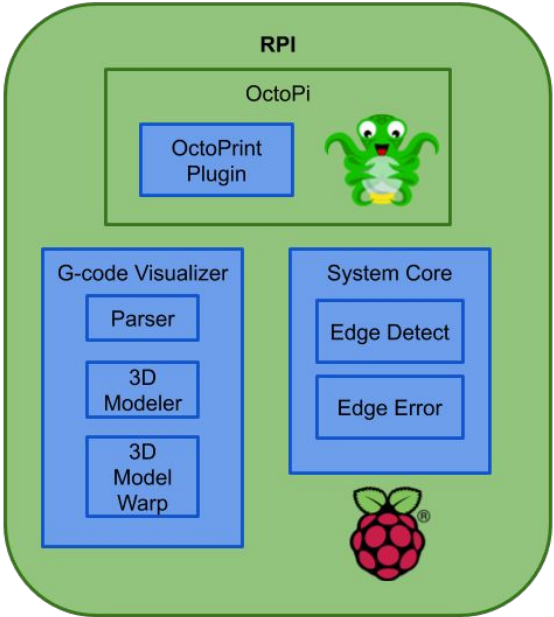 RPI
OctoPi
OctoPrint
Plugin
G-code Visualizer
Parser
3D
Modeler
3D
Model
Warp
System Core
Edge Detect
Edge Error
®